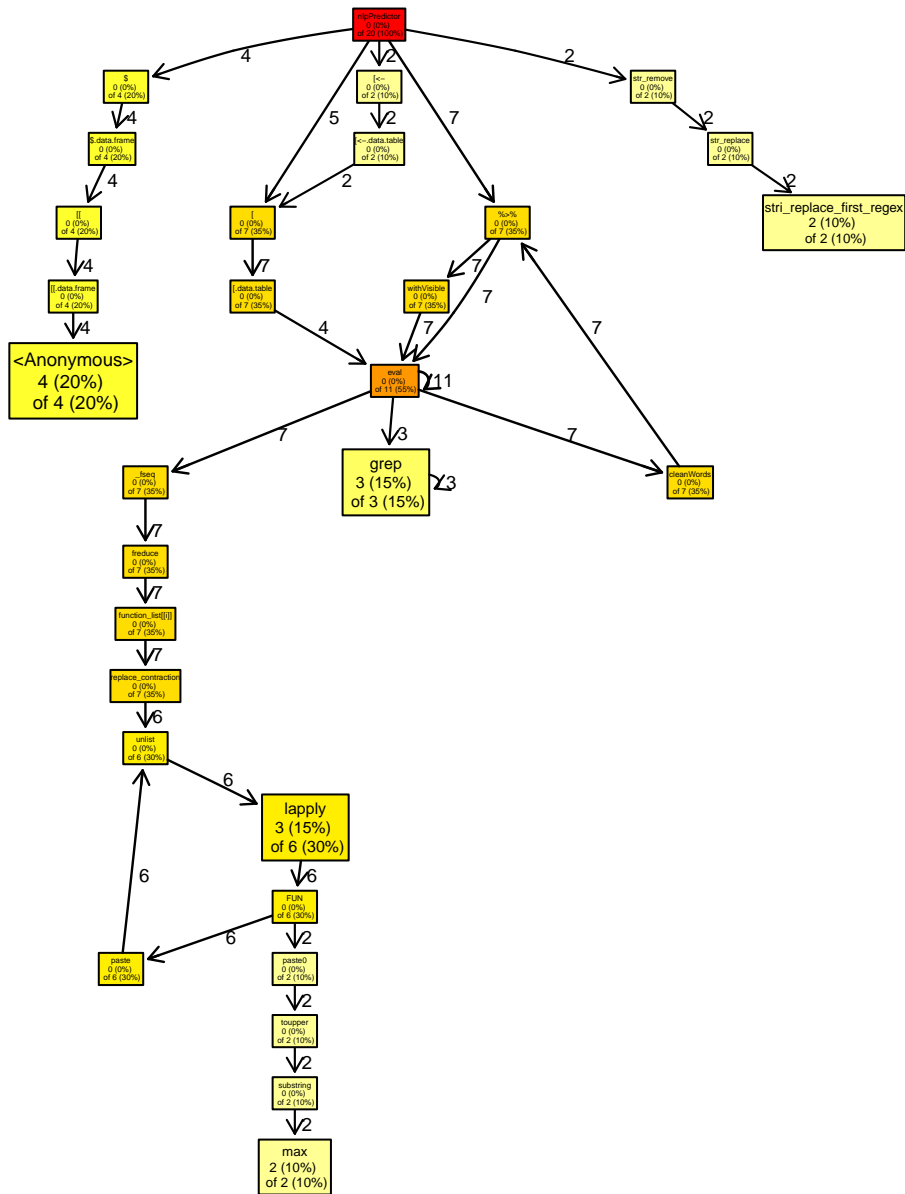 nlpPredictor
0 (0%)
of 20 (100%)
4
2
2
5
7
$
0 (0%)
of 4 (20%)
[<-
0 (0%)
of 2 (10%)
str_remove
0 (0%)
of 2 (10%)
4
2
2
$.data.frame
0 (0%)
of 4 (20%)
[<-.data.table
0 (0%)
of 2 (10%)
str_replace
0 (0%)
of 2 (10%)
4
2
2
[[
0 (0%)
of 4 (20%)
[
0 (0%)
of 7 (35%)
%>%
0 (0%)
of 7 (35%)
stri_replace_first_regex
2 (10%)
of 2 (10%)
4
7
7
7
[[.data.frame
0 (0%)
of 4 (20%)
[.data.table
0 (0%)
of 7 (35%)
withVisible
0 (0%)
of 7 (35%)
4
4
7
7
<Anonymous>
4 (20%)
of 4 (20%)
eval
0 (0%)
of 11 (55%)
11
7
3
7
_fseq
0 (0%)
of 7 (35%)
grep
3 (15%)
of 3 (15%)
3
cleanWords
0 (0%)
of 7 (35%)
7
freduce
0 (0%)
of 7 (35%)
7
function_list[[i]]
0 (0%)
of 7 (35%)
7
replace_contraction
0 (0%)
of 7 (35%)
6
unlist
0 (0%)
of 6 (30%)
6
lapply
3 (15%)
of 6 (30%)
6
6
FUN
0 (0%)
of 6 (30%)
6
2
paste
0 (0%)
of 6 (30%)
paste0
0 (0%)
of 2 (10%)
2
toupper
0 (0%)
of 2 (10%)
2
substring
0 (0%)
of 2 (10%)
2
max
2 (10%)
of 2 (10%)